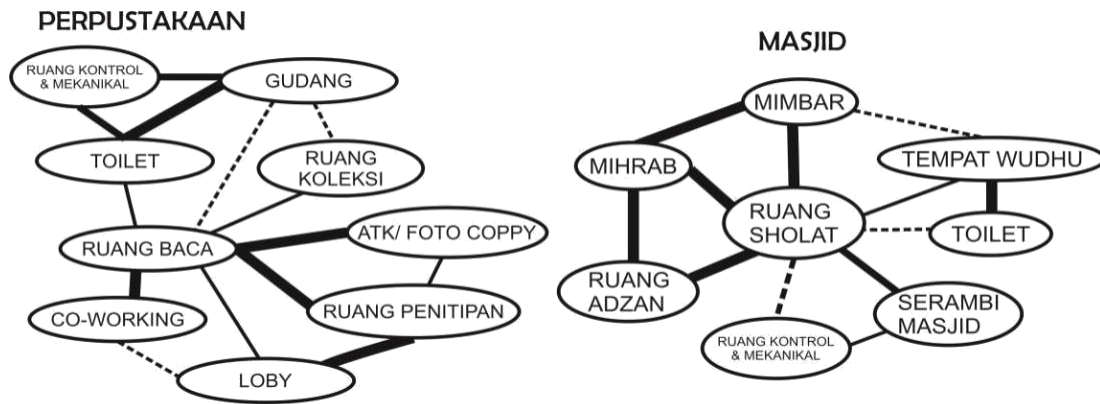 PERPUSTAKAAN
RUANG KONTROL
& MEKANIKAL
GUDANG
TOILET
RUANG
KOLEKSI
RUANG BACA
ATK/ FOTO COPPY
CO-WORKING
RUANG PENITIPAN
LOBY
MASJID
MIMBAR
MIHRAB
TEMPAT WUDHU
RUANG
SHOLAT
TOILET
RUANG
ADZAN
SERAMBI
MASJID
RUANG KONTROL
& MEKANIKAL